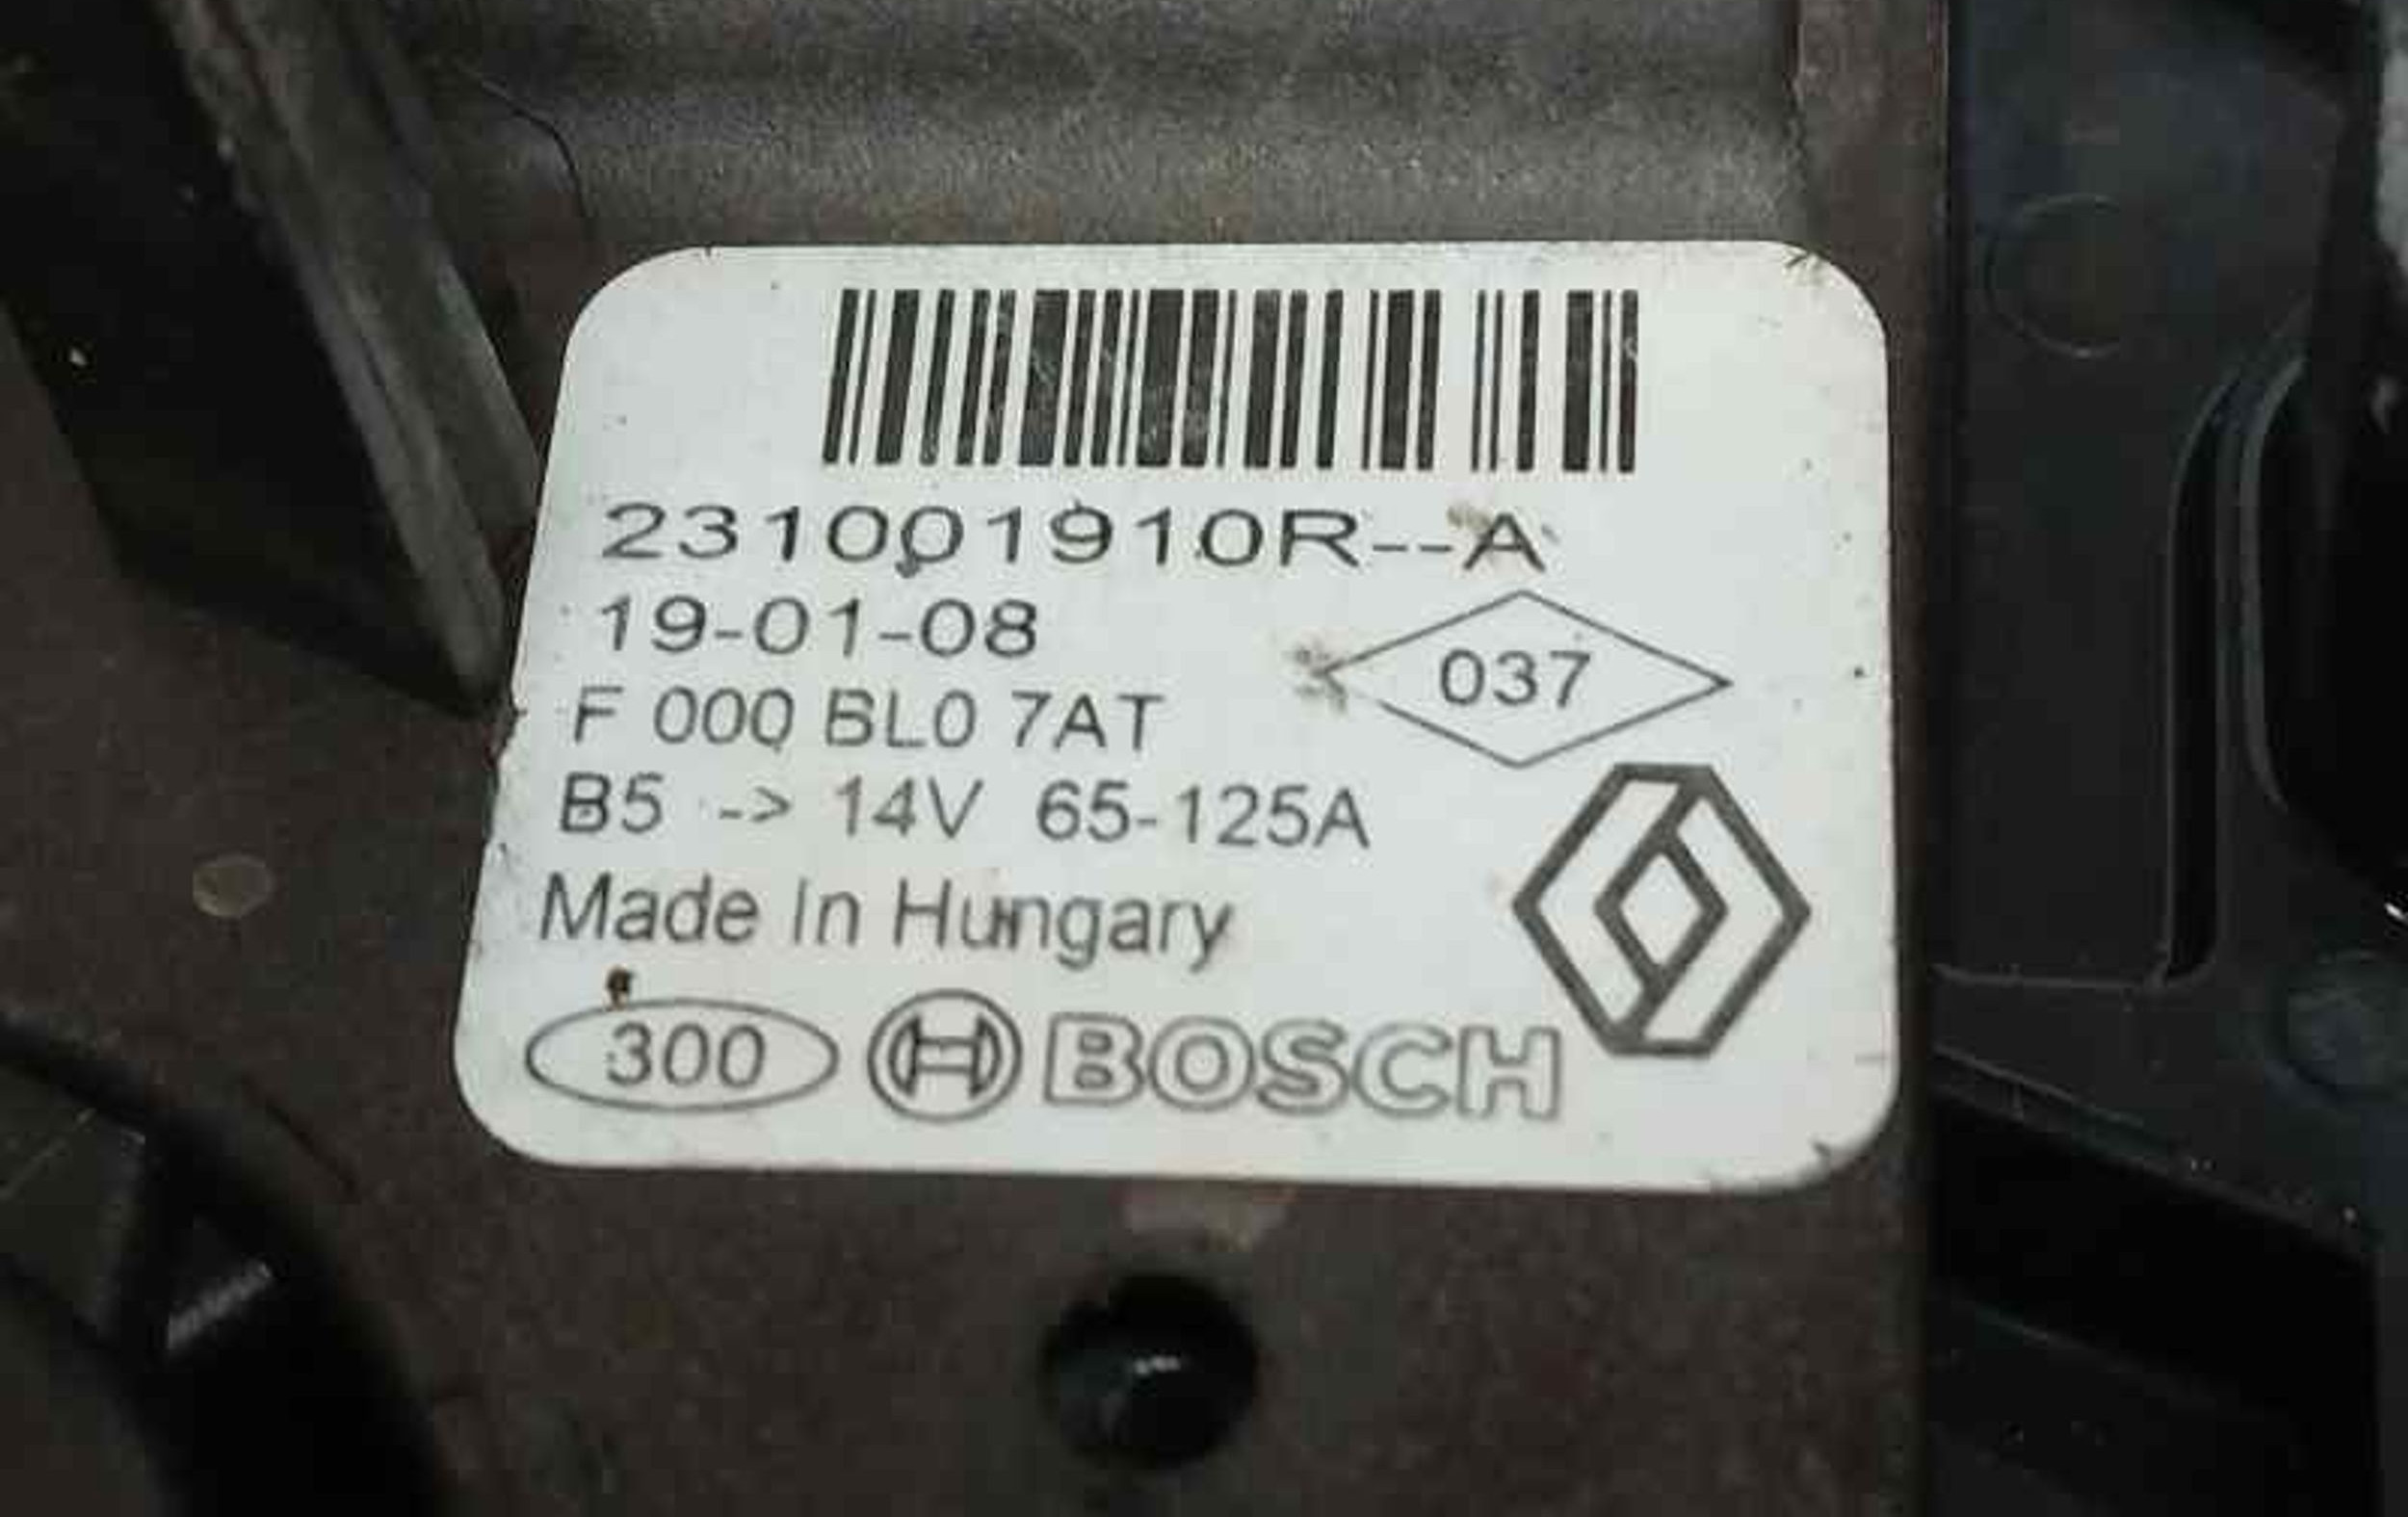 231001910R--A
19-01-08
037
F 000 BL0 7AT
B5 -> 14V 65-125A
Made in Hungary
300 BOSCH